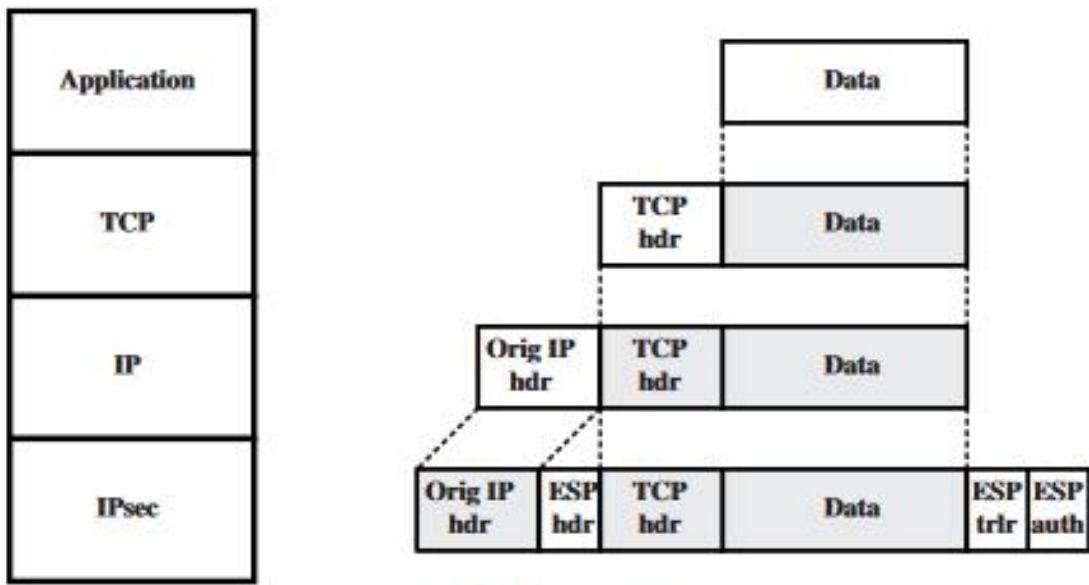 Application
Data
TCP
TCP
hdr
Data
IP
Orig IP
hdr
TCP
hdr
Data
IPsec
Orig IP
hdr
ESP
hdr
TCP
hdr
Data
ESP
trlr
ESP
auth